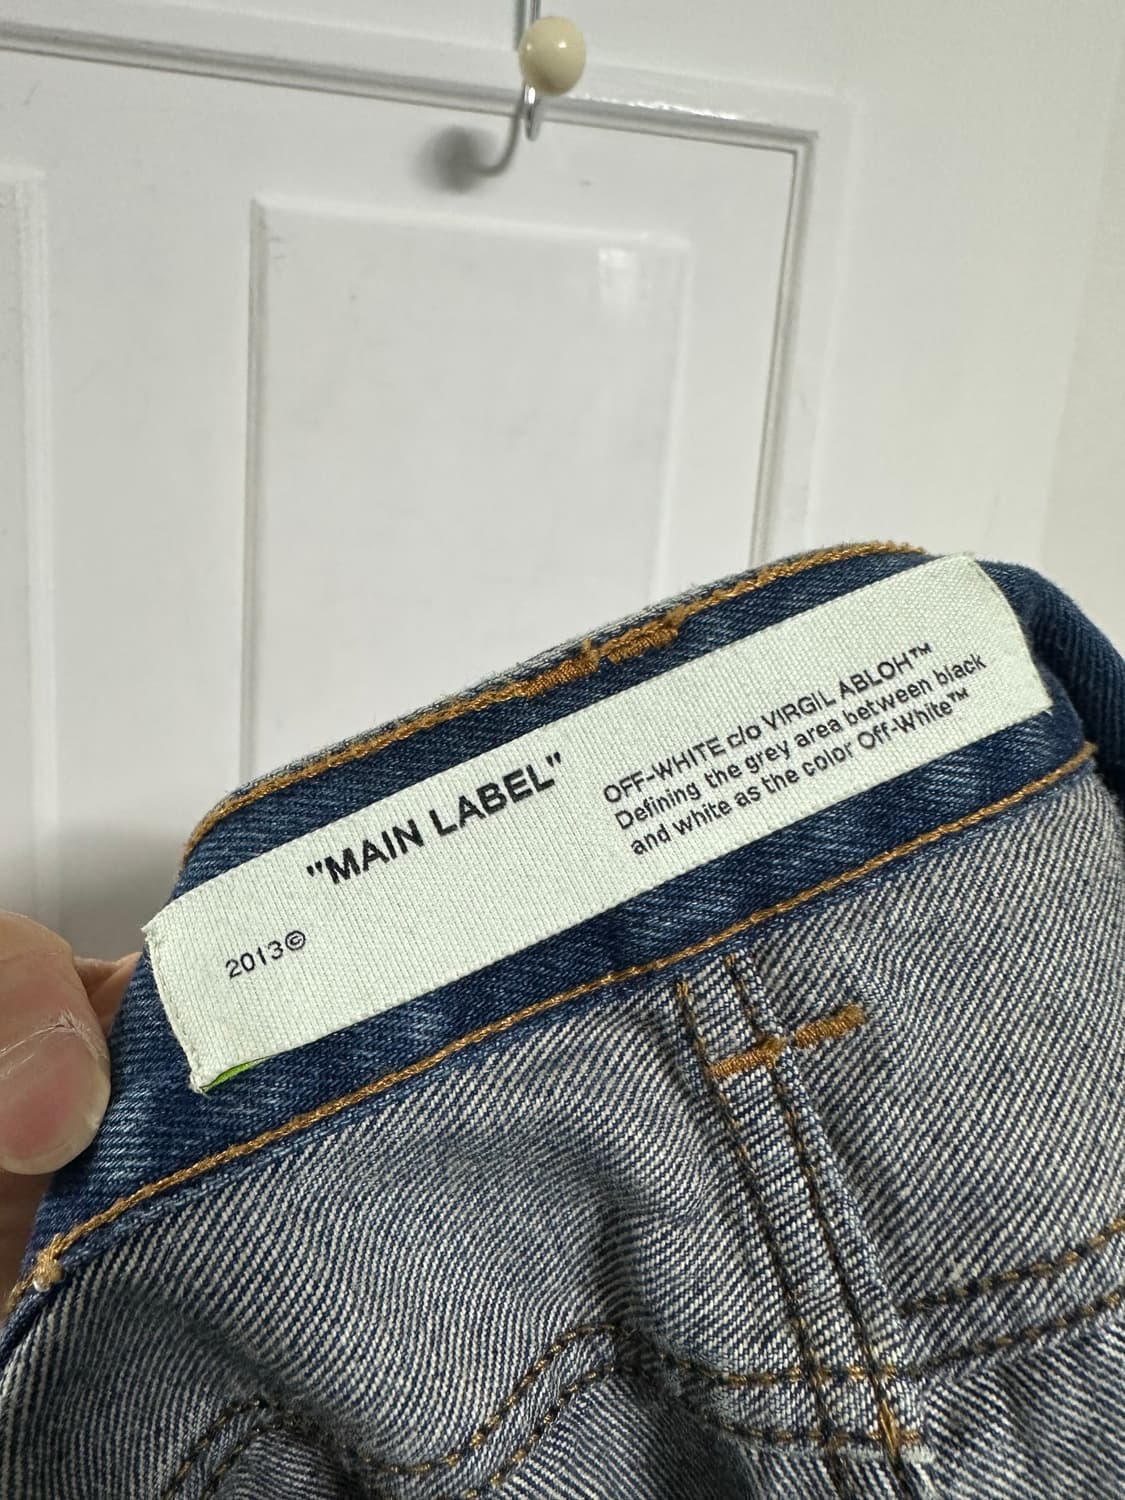 "MAIN LABEL"
2013©
OFF-WHITE c/o VIRGIL ABLOH™
Defining the grey area between black
and white as the color Off-White™